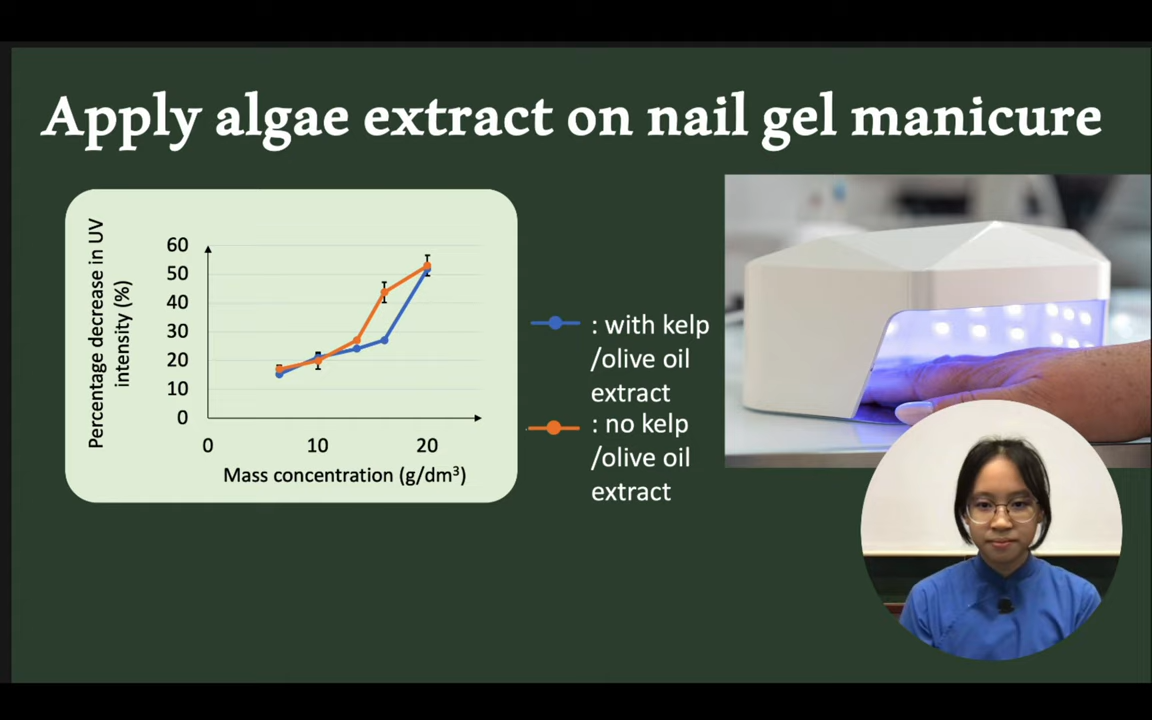 Apply algae extract on nail gel manicure
Percentage decrease in UV
intensity (%)
60
50
40
30
20
10
0
0 10 20
Mass concentration (g/dm³)
: with kelp
/olive oil
extract
: no kelp
/olive oil
extract